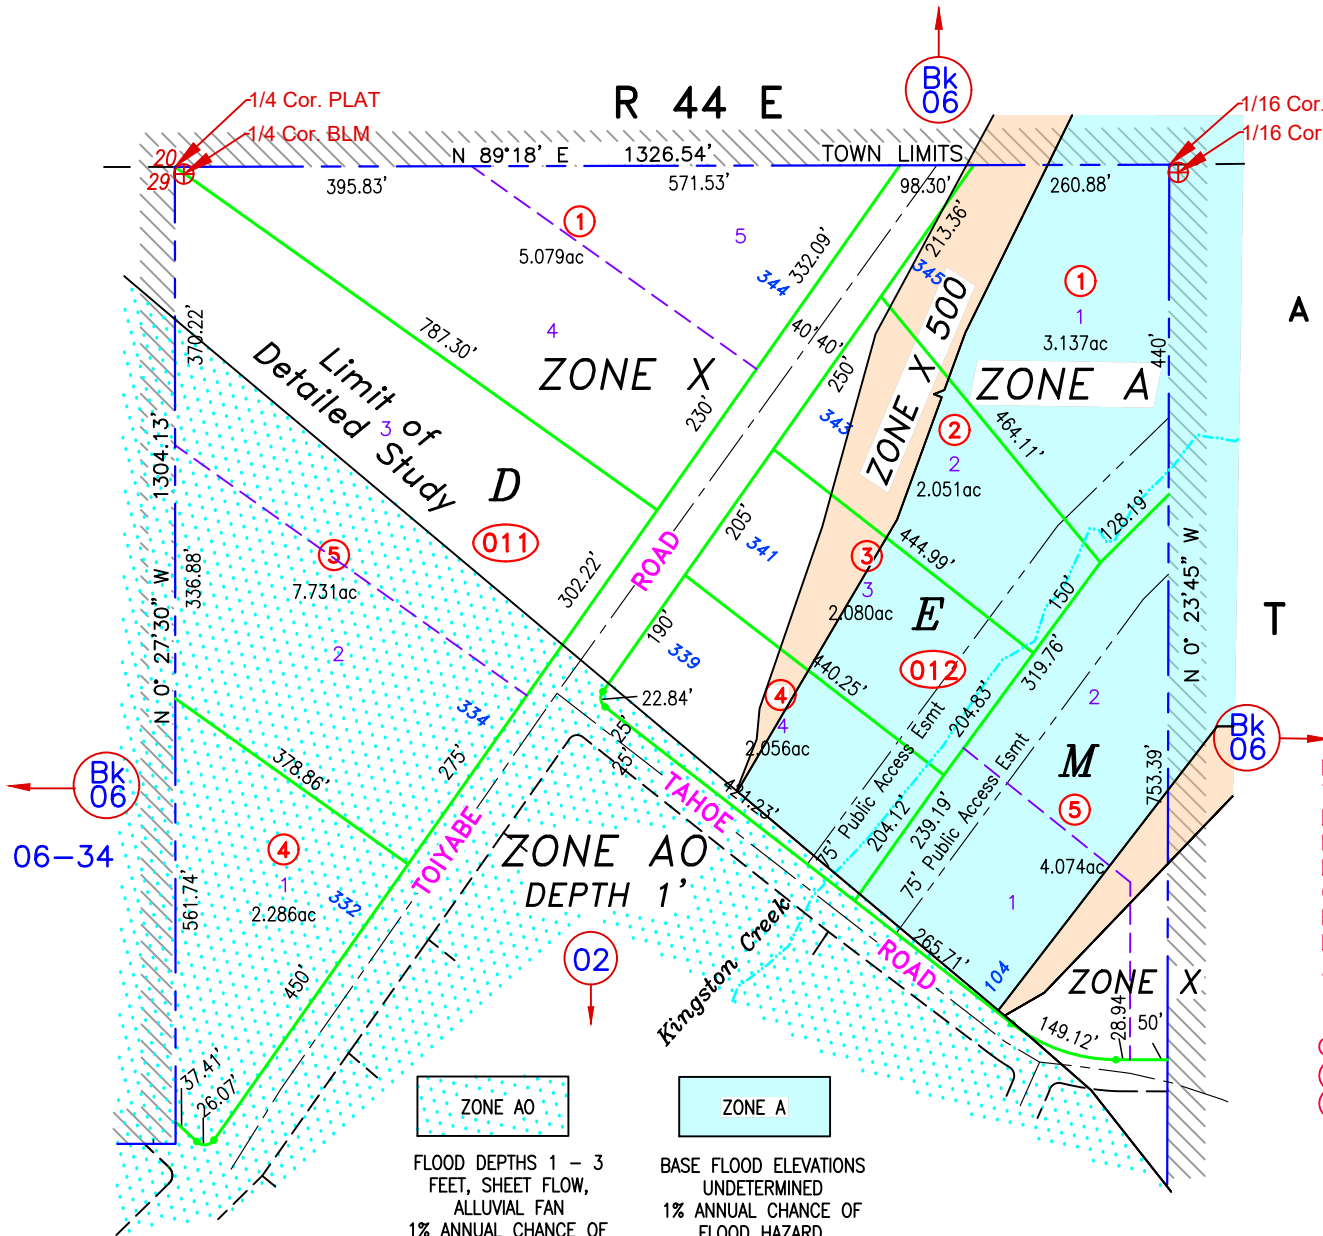 Bk
06
R 44 E
1/4 Cor. PLAT
1/4 Cor. BLM
1/16 Cor.
1/16 Cor
20
29
N 89°18' E
1326.54'
TOWN LIMITS
395.83'
571.53'
98.30'
260.88'
1
5.079ac
5
344
332.09'
213.36'
345
1
1
3.137ac
A
370.22'
787.30'
4
ZONE X
40'
40'
250'
ZONE X 500
ZONE A
440'
Limit of
Detailed Study
3
230'
343
2
2
2.051ac
464.11'
1304.13'
D
011
205'
341
444.99'
128.19'
5
7.731ac
336.88'
302.22'
ROAD
3
3
2.080ac
E
012
150'
N 0° 23'45" W
T
N 0° 27'30" W
2
190'
339
440.25'
319.76'
334
22.84'
25'
25'
4
4
2.056ac
204.83'
2
Bk
06
Bk
06
378.86'
275'
TAHOE
421.23'
75' Public Access Esmt
204.12'
239.19'
75' Public Access Esmt
M
5
753.39'
06-34
4
1
2.286ac
332
561.74'
TOIYABE
ZONE AO
DEPTH 1'
4.074ac
1
450'
02
Kingston Creek
ROAD
265.71'
104
ZONE X
149.12'
28.94
50'
37.41'
26.07'
ZONE AO
ZONE A
FLOOD DEPTHS 1 - 3
FEET, SHEET FLOW,
ALLUVIAL FAN
1% ANNUAL CHANCE OF
BASE FLOOD ELEVATIONS
UNDETERMINED
1% ANNUAL CHANCE OF
FLOOD HAZARD